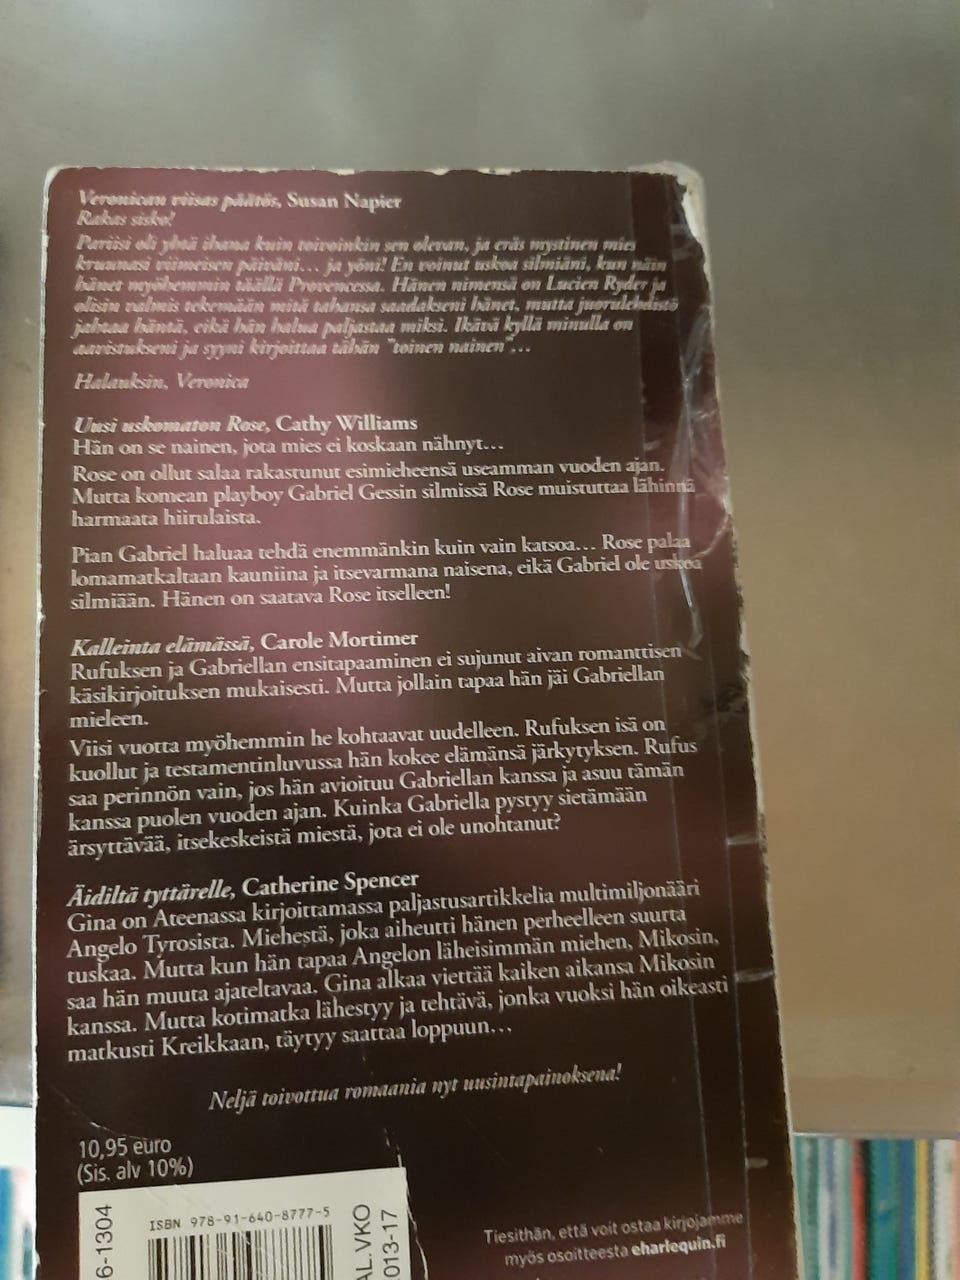 Veronican viisas päätös, Susan Napier
Rakas sisko!
Pariisi oli yhtä ihana kuin toivoinkin sen olevan, ja eräs mystinen mies
kruunasi viimeisen päiväni... ja yöni! En voinut uskoa silmiäni, kun näin
hänet myöhemmin täällä Provencessa. Hänen nimensä on Lucien Ryder ja
olisin valmis tekemään mitä tahansa saadakseni hänet, mutta juorulehdistö
jahtaa häntä, eikä hän halua paljastaa miksi. Ikävä kyllä minulla on
aavistukseni ja syyni kirjoittaa tähän "toinen nainen"...
Halauksin, Veronica
Uusi uskomaton Rose, Cathy Williams
Hän on se nainen, jota mies ei koskaan nähnyt...
Rose on ollut salaa rakastunut esimieheensä useamman vuoden ajan.
Mutta komean playboy Gabriel Gessin silmissä Rose muistuttaa lähinnä
harmaata hiirulaista.
Pian Gabriel haluaa tehdä enemmänkin kuin vain katsoa... Rose palaa
lomamatkaltaan kauniina ja itsevarmana naisena, eikä Gabriel ole uskoa
silmiään. Hänen on saatava Rose itselleen!
Kalleinta elämässä, Carole Mortimer
Rufuksen ja Gabriellan ensitapaaminen ei sujunut aivan romanttisen
käsikirjoituksen mukaisesti. Mutta jollain tapaa hän jäi Gabriellan
mieleen.
Viisi vuotta myöhemmin he kohtaavat uudelleen. Rufuksen isä on
kuollut ja testamentinluvussa hän kokee elämänsä järkytyksen. Rufus
saa perinnön vain, jos hän avioituu Gabriellan kanssa ja asuu tämän
kanssa puolen vuoden ajan. Kuinka Gabriella pystyy sietämään
ärsyttävää, itsekeskeistä miestä, jota ei ole unohtanut?
Äidiltä tyttärelle, Catherine Spencer
Gina on Ateenassa kirjoittamassa paljastusartikkelia multimiljonääri
Angelo Tyrosista. Miehestä, joka aiheutti hänen perheelleen suurta
tuskaa. Mutta kun hän tapaa Angelon läheisimmän miehen, Mikosin,
saa hän muuta ajateltavaa. Gina alkaa viettää kaiken aikansa Mikosin
kanssa. Mutta kotimatka lähestyy ja tehtävä, jonka vuoksi hän oikeasti
matkusti Kreikkaan, täytyy saattaa loppuun...
Neljä toivottua romaania nyt uusintapainoksena!
10,95 euro
(Sis. alv 10%)
ISBN 978-91-640-8777-5
6-1304
AL.VKO
013-17
Tiesithän, että voit ostaa kirjojamme
myös osoitteesta eharlequin.fi